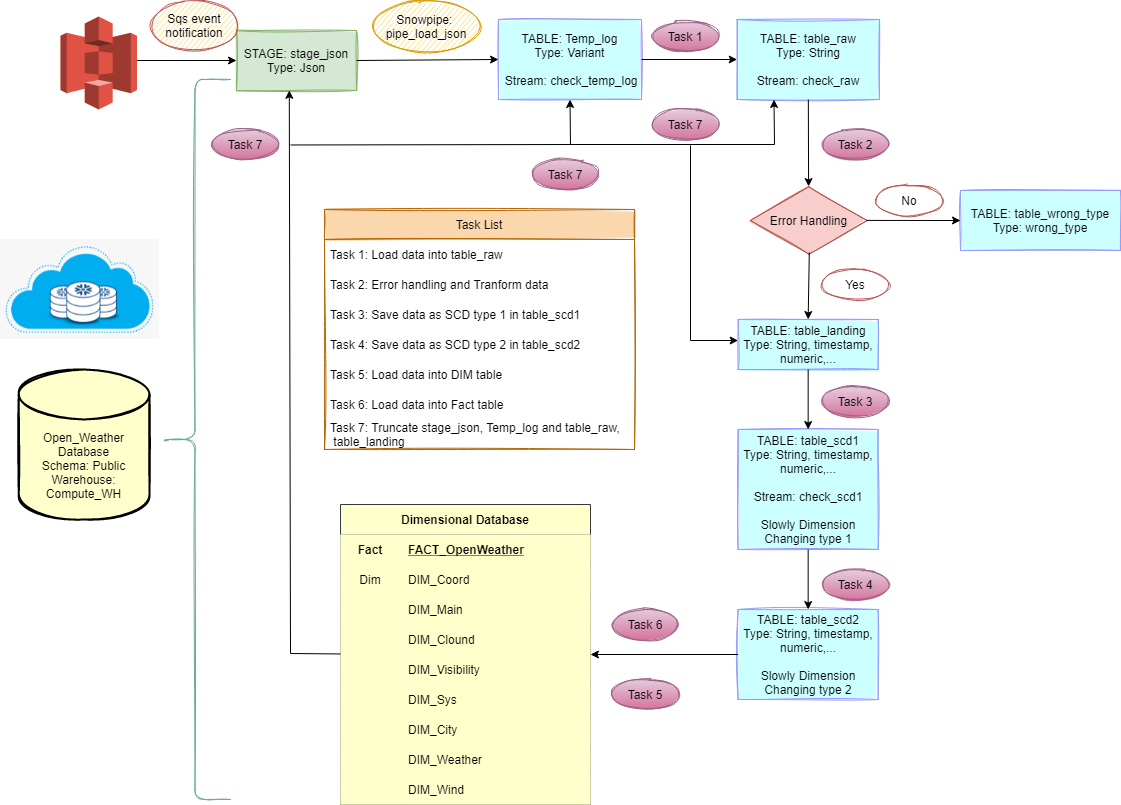 Sqs event
notification
Snowpipe:
pipe_load_json
STAGE: stage_json
Type: Json
TABLE: Temp_log
Type: Variant
Stream: check_temp_log
Task 1
TABLE: table_raw
Type: String
Stream: check_raw
Task 7
Task 7
Task 7
Task 2
Error Handling
No
TABLE: table_wrong_type
Type: wrong_type
Yes
Task List
Task 1: Load data into table_raw
Task 2: Error handling and Tranform data
Task 3: Save data as SCD type 1 in table_scd1
Task 4: Save data as SCD type 2 in table_scd2
Task 5: Load data into DIM table
Task 6: Load data into Fact table
Task 7: Truncate stage_json, Temp_log and table_raw,
table_landing
TABLE: table_landing
Type: String, timestamp,
numeric,...
Task 3
TABLE: table_scd1
Type: String, timestamp,
numeric,...
Stream: check_scd1
Slowly Dimension
Changing type 1
Task 4
TABLE: table_scd2
Type: String, timestamp,
numeric,...
Slowly Dimension
Changing type 2
Task 6
Task 5
Open_Weather
Database
Schema: Public
Warehouse:
Compute_WH
Dimensional Database
Fact FACT_OpenWeather
Dim DIM_Coord
DIM_Main
DIM_Clound
DIM_Visibility
DIM_Sys
DIM_City
DIM_Weather
DIM_Wind